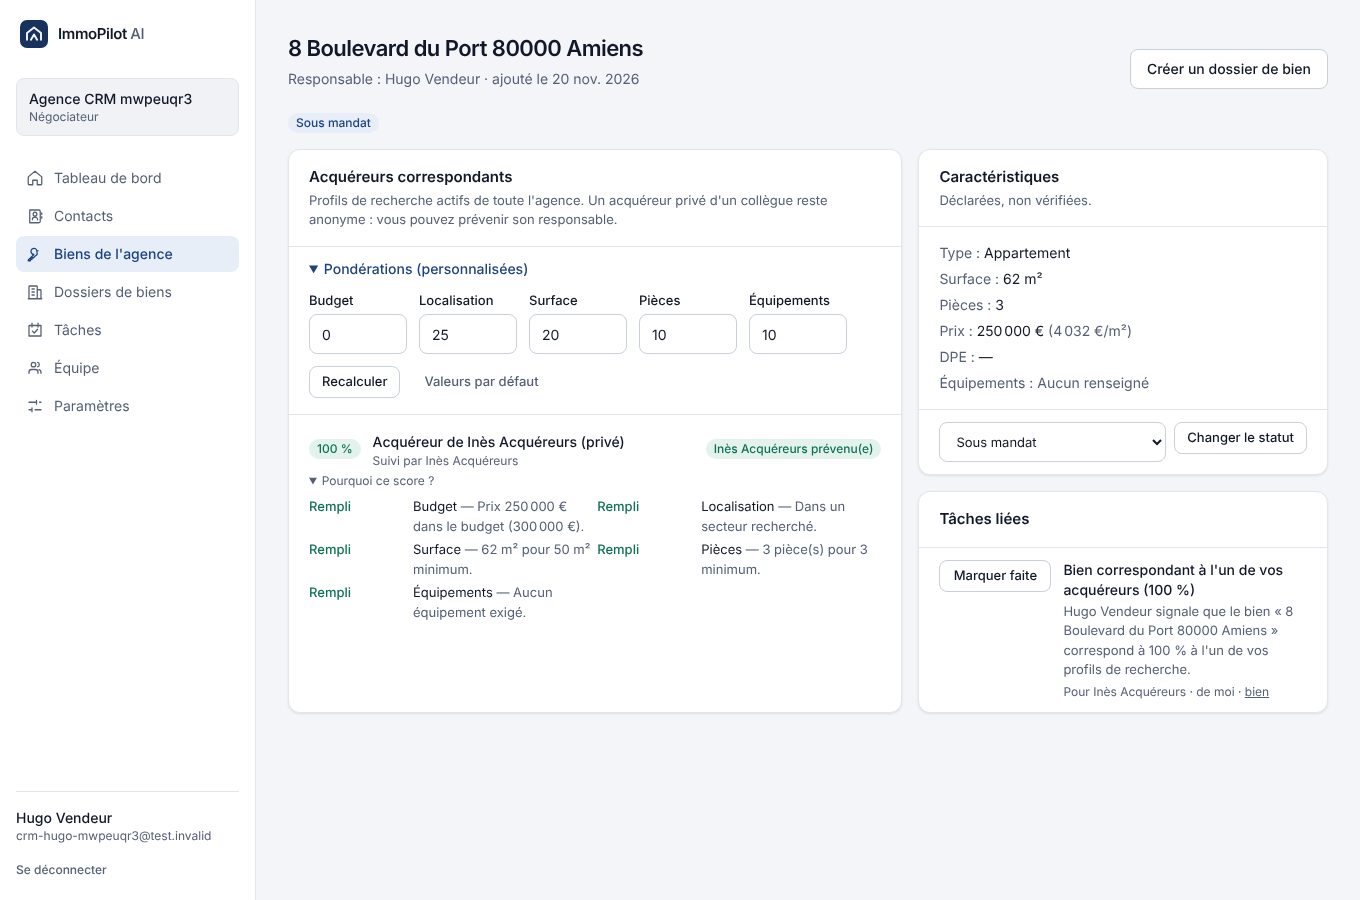 ImmoPilot AI
Agence CRM mwpeuqr3
Négociateur
Tableau de bord
Contacts
Biens de l'agence
Dossiers de biens
Tâches
Équipe
Paramètres
Hugo Vendeur
crm-hugo-mwpeuqr3@test.invalid
Se déconnecter
8 Boulevard du Port 80000 Amiens
Responsable : Hugo Vendeur · ajouté le 20 nov. 2026
Créer un dossier de bien
Sous mandat
Acquéreurs correspondants
Profils de recherche actifs de toute l'agence. Un acquéreur privé d'un collègue reste
anonyme : vous pouvez prévenir son responsable.
▼ Pondérations (personnalisées)
Budget Localisation Surface Pièces Équipements
0 25 20 10 10
Recalculer Valeurs par défaut
100 % Acquéreur de Inès Acquéreurs (privé) Inès Acquéreurs prévenu(e)
Suivi par Inès Acquéreurs
▼ Pourquoi ce score ?
Rempli Budget — Prix 250 000 €
dans le budget (300 000 €).
Rempli Localisation — Dans un
secteur recherché.
Rempli Surface — 62 m² pour 50 m²
minimum.
Rempli Pièces — 3 pièce(s) pour 3
minimum.
Rempli Équipements — Aucun
équipement exigé.
Caractéristiques
Déclarées, non vérifiées.
Type : Appartement
Surface : 62 m²
Pièces : 3
Prix : 250 000 € (4 032 €/m²)
DPE : —
Équipements : Aucun renseigné
Sous mandat Changer le statut
Tâches liées
Marquer faite
Bien correspondant à l'un de vos
acquéreurs (100 %)
Hugo Vendeur signale que le bien « 8
Boulevard du Port 80000 Amiens »
correspond à 100 % à l'un de vos
profils de recherche.
Pour Inès Acquéreurs · de moi · bien